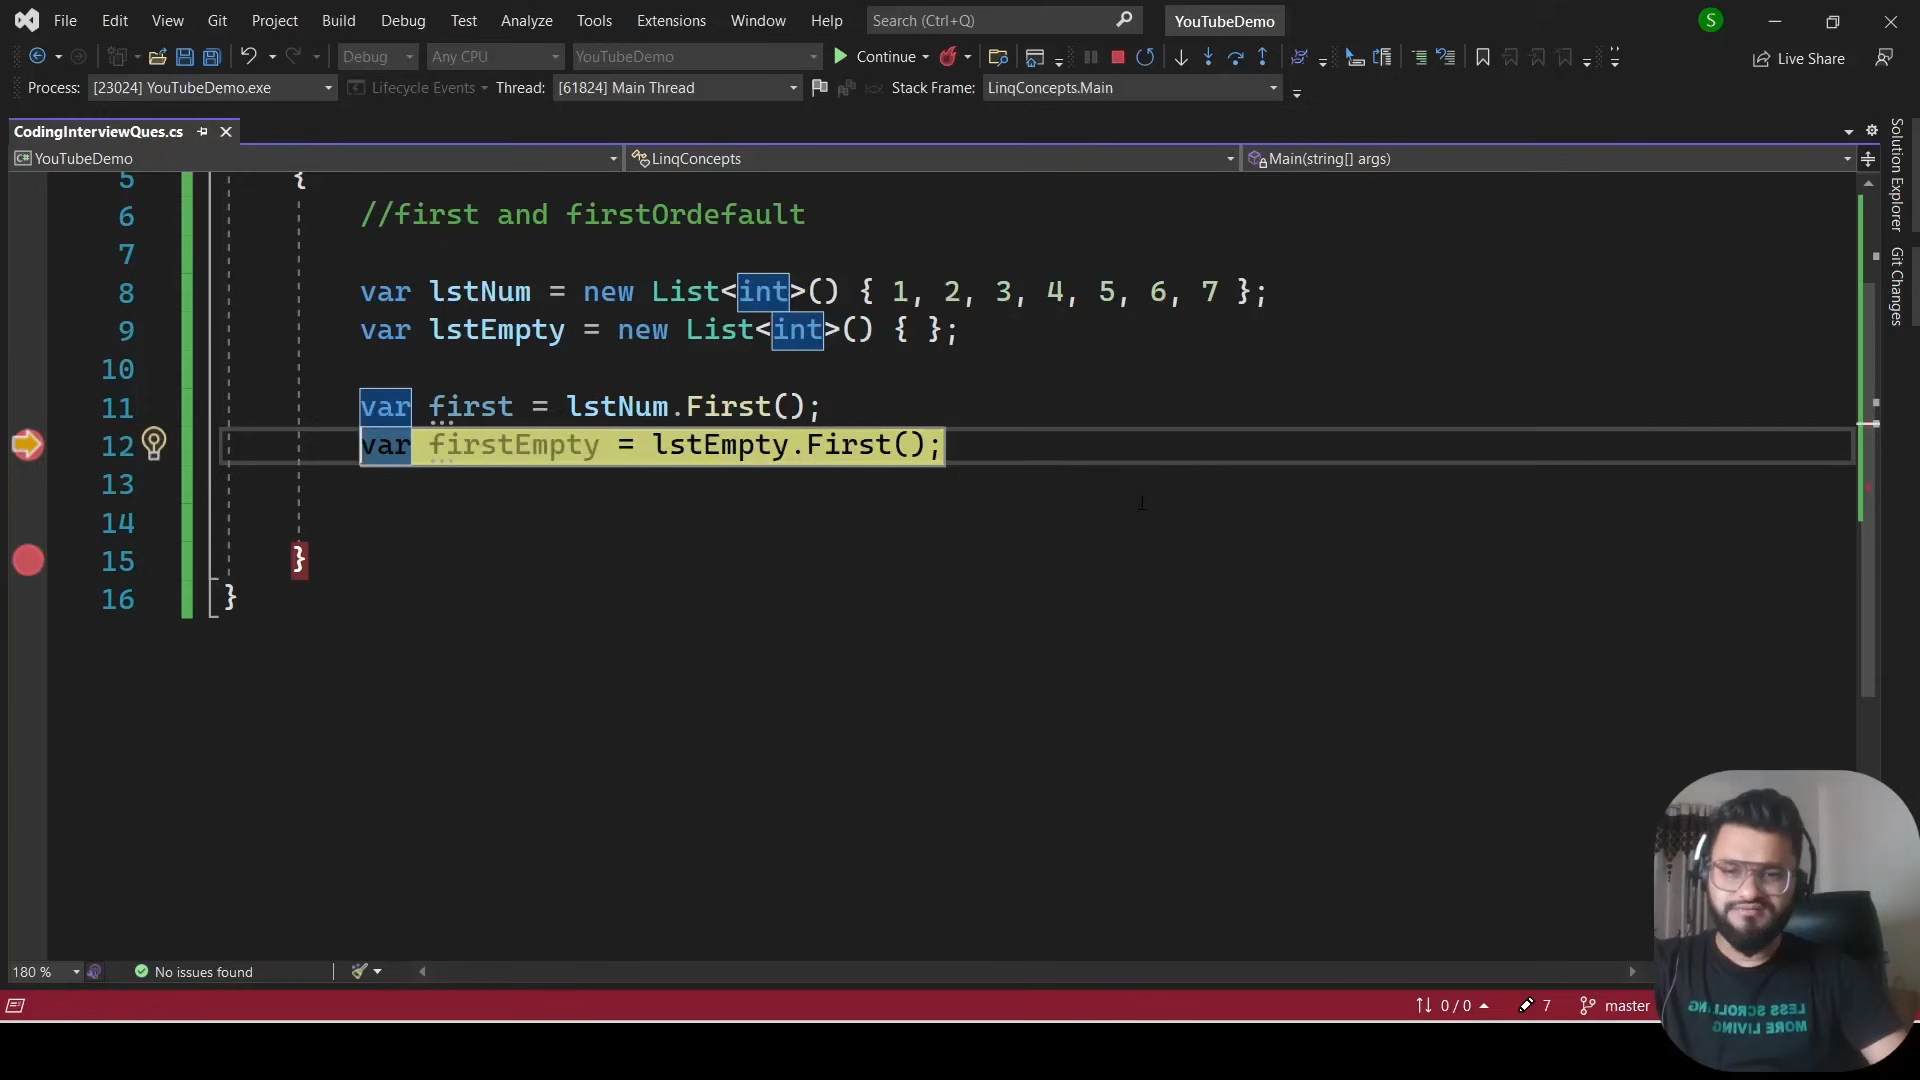 File Edit View Git Project Build Debug Test Analyze Tools Extensions Window Help Search (Ctrl+Q) YouTubeDemo S
Debug Any CPU YouTubeDemo Continue Live Share
Process: [23024] YouTubeDemo.exe Lifecycle Events Thread: [61824] Main Thread Stack Frame: LinqConcepts.Main
CodingInterviewQues.cs
C# YouTubeDemo LinqConcepts Main(string[] args)
5 {
6 //first and firstOrdefault
7
8 var lstNum = new List<int>() { 1, 2, 3, 4, 5, 6, 7 };
9 var lstEmpty = new List<int>() { };
10
11 var first = lstNum.First();
12 var firstEmpty = lstEmpty.First();
13
14
15 }
16 }
Solution Explorer
Git Changes
180 % No issues found
0 / 0 7 master
LESS SCROLLING
MORE LIVING